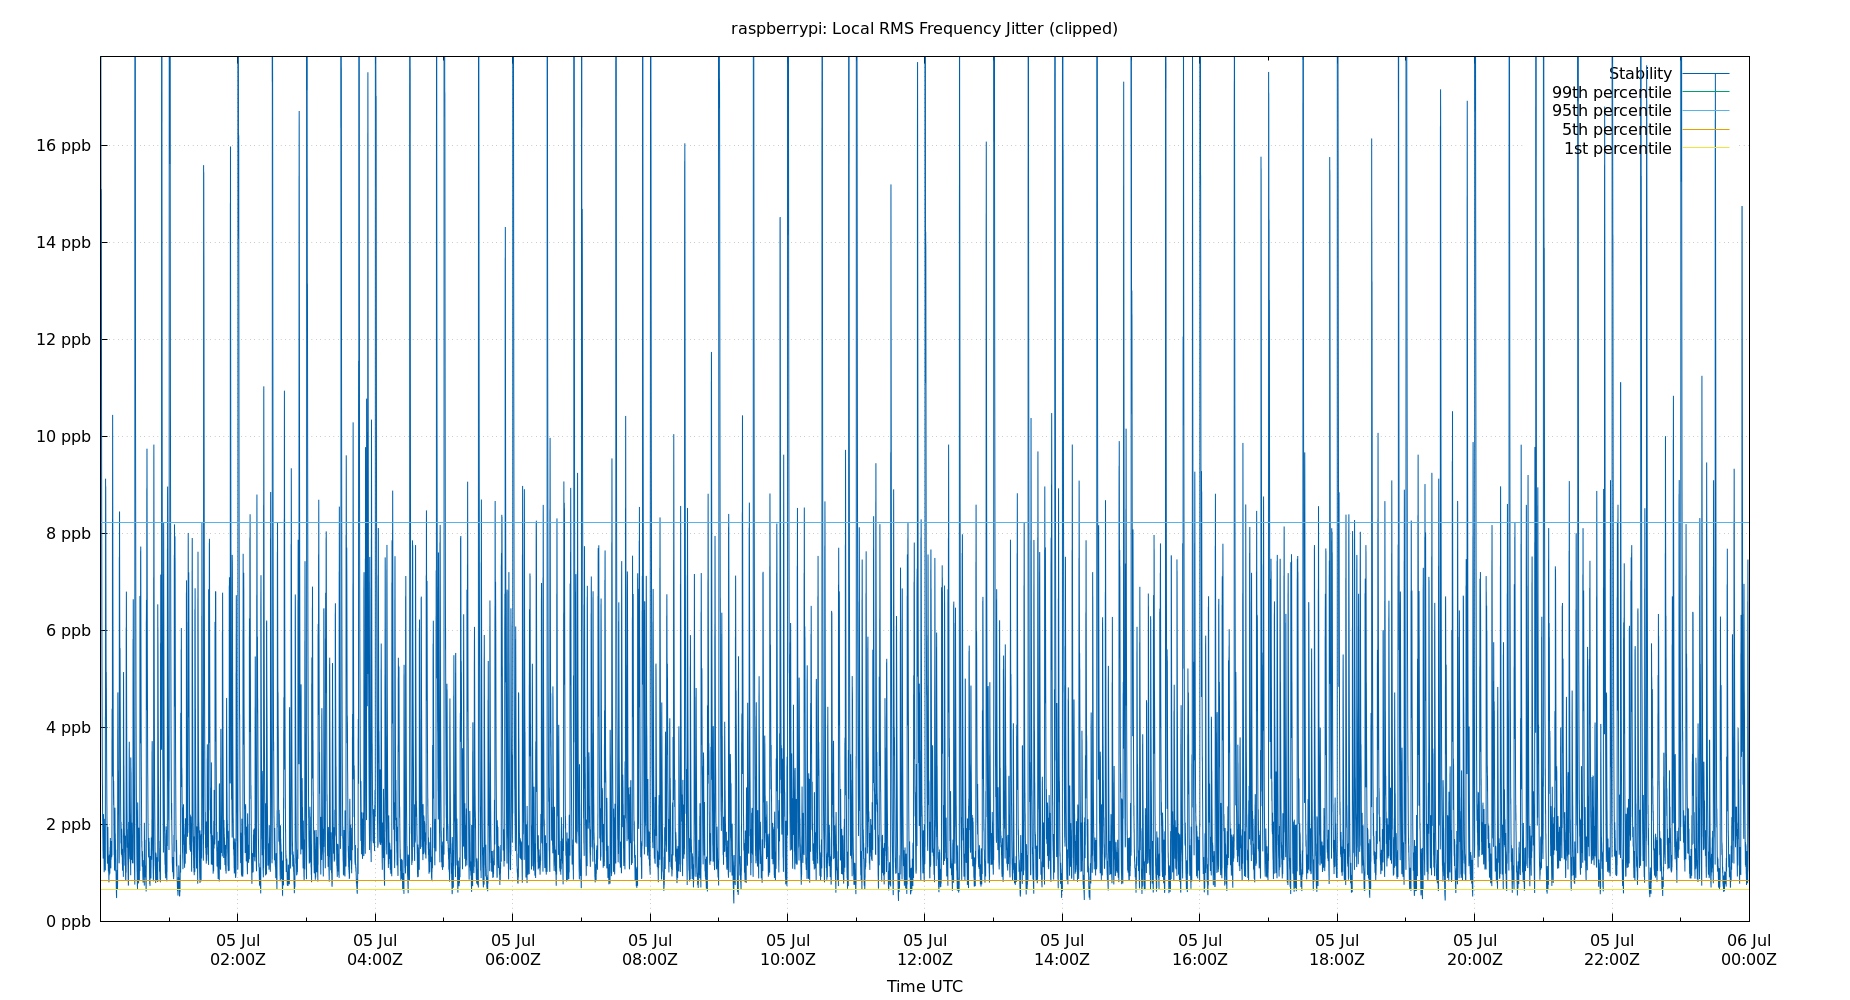 raspberrypi: Local RMS Frequency Jitter (clipped)
Stability
99th percentile
95th percentile
5th percentile
1st percentile
16 ppb
14 ppb
12 ppb
10 ppb
8 ppb
6 ppb
4 ppb
2 ppb
0 ppb
05 Jul 05 Jul 05 Jul 05 Jul 05 Jul 05 Jul 05 Jul 05 Jul 05 Jul 05 Jul 05 Jul 06 Jul
02:00Z 04:00Z 06:00Z 08:00Z 10:00Z 12:00Z 14:00Z 16:00Z 18:00Z 20:00Z 22:00Z 00:00Z
Time UTC